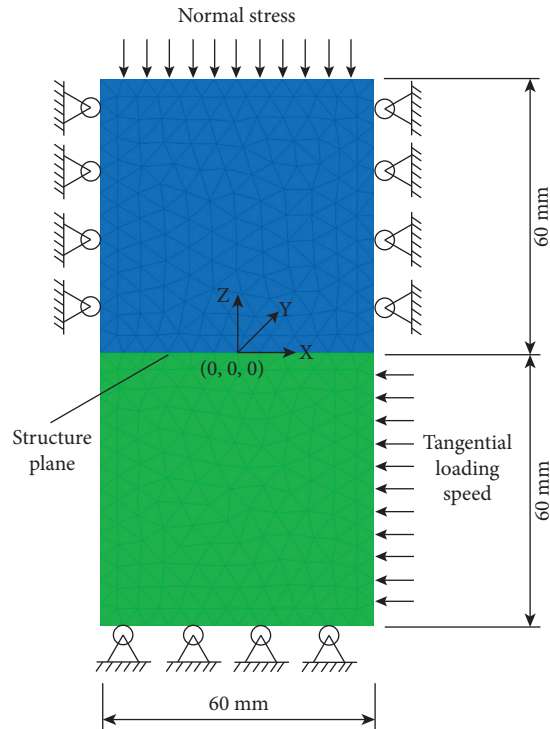 Normal stress
60 mm
Z
Y
X
(0, 0, 0)
Structure
plane
Tangential
loading
speed
60 mm
60 mm